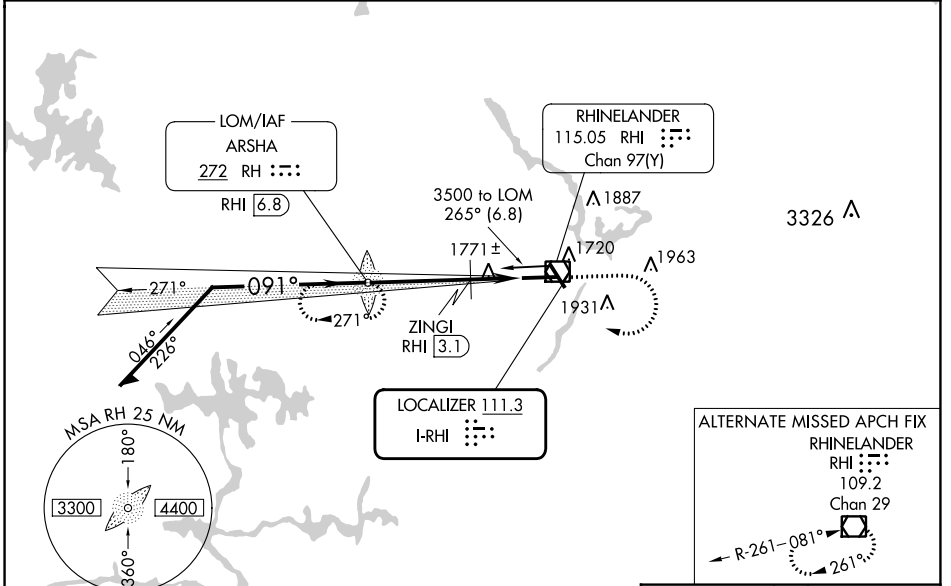 LOM/IAF
ARSHA
272 RH
RHI 6.8
RHINELANDER
115.05 RHI
Chan 97(Y)
3500 to LOM
265° (6.8)
1887
3326
1771±
1720
1963
271°
091°
271°
1931
046°
226°
ZINGI
RHI 3.1
LOCALIZER 111.3
I-RHI
MSA RH 25 NM
180°
3300
4400
360°
ALTERNATE MISSED APCH FIX
RHINELANDER
RHI
109.2
Chan 29
R-261
081°
261°